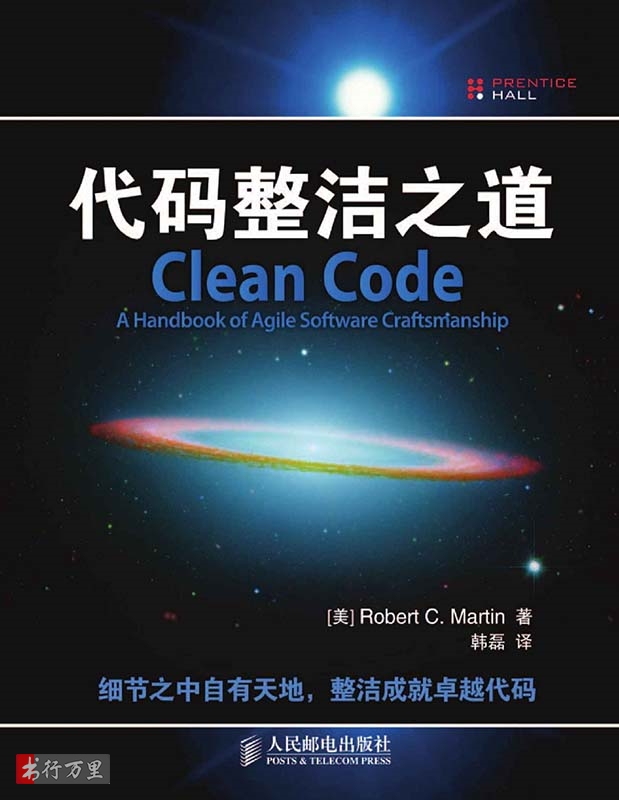 PRENTICE
HALL
代码整洁之道
Clean Code
A Handbook of Agile Software Craftsmanship
[美] Robert C. Martin 著
韩磊 译
细节之中自有天地，整洁成就卓越代码
人民邮电出版社
POSTS & TELECOM PRESS
书行万里